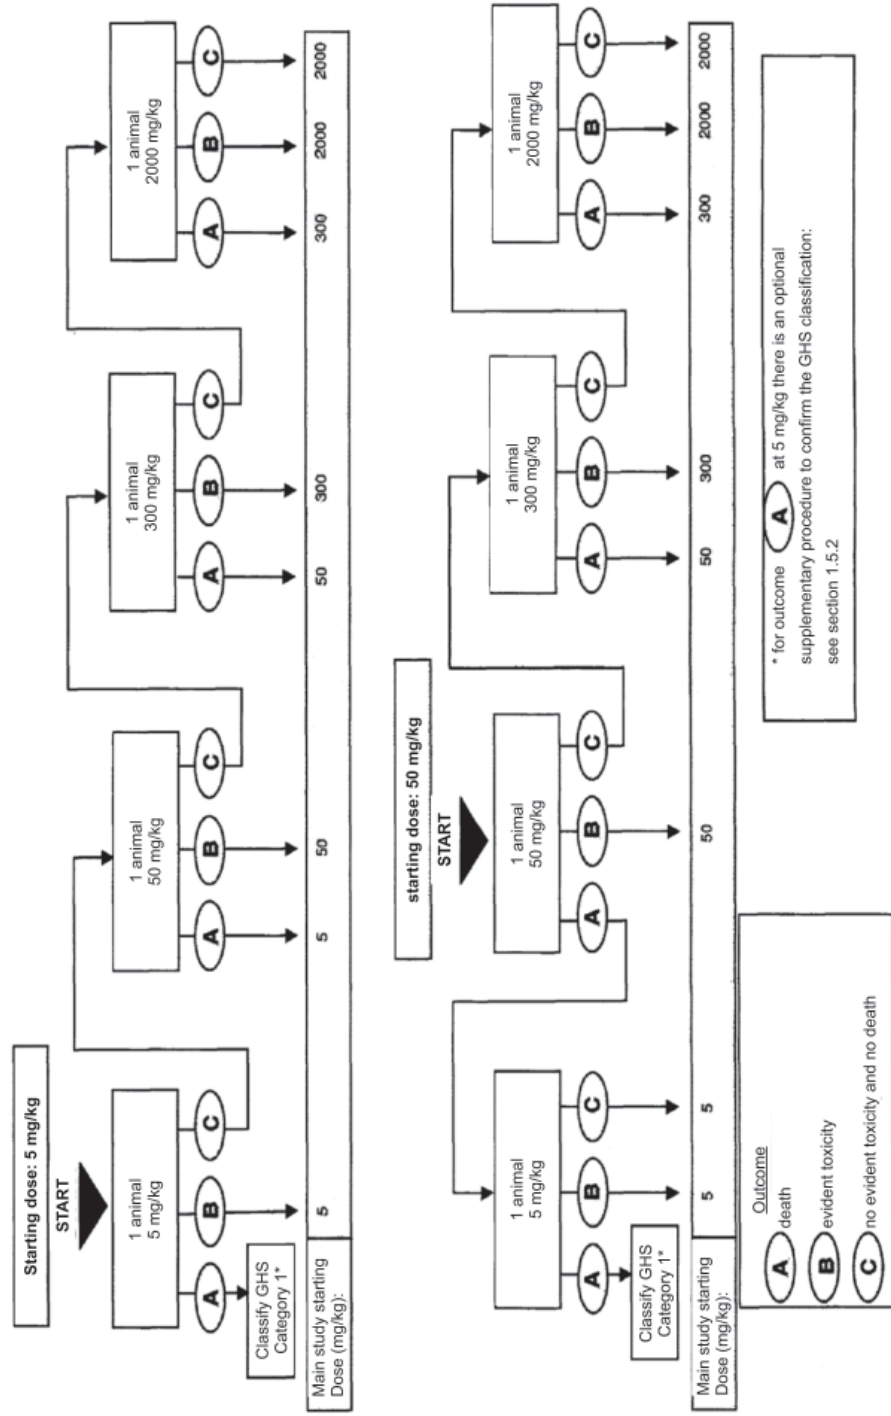 Starting dose: 5 mg/kg
START
1 animal
5 mg/kg
1 animal
50 mg/kg
1 animal
300 mg/kg
1 animal
2000 mg/kg
A
B
C
A
B
C
A
B
C
A
B
C
Classify GHS
Category 1*
Main study starting
Dose (mg/kg):
5
5
50
50
300
300
2000
2000
starting dose: 50 mg/kg
START
1 animal
5 mg/kg
1 animal
50 mg/kg
1 animal
300 mg/kg
1 animal
2000 mg/kg
A
B
C
A
B
C
A
B
C
A
B
C
Classify GHS
Category 1*
Main study starting
Dose (mg/kg):
5
5
50
50
300
300
2000
2000
Outcome
A death
B evident toxicity
C no evident toxicity and no death
* for outcome A at 5 mg/kg there is an optional
supplementary procedure to confirm the GHS classification:
see section 1.5.2